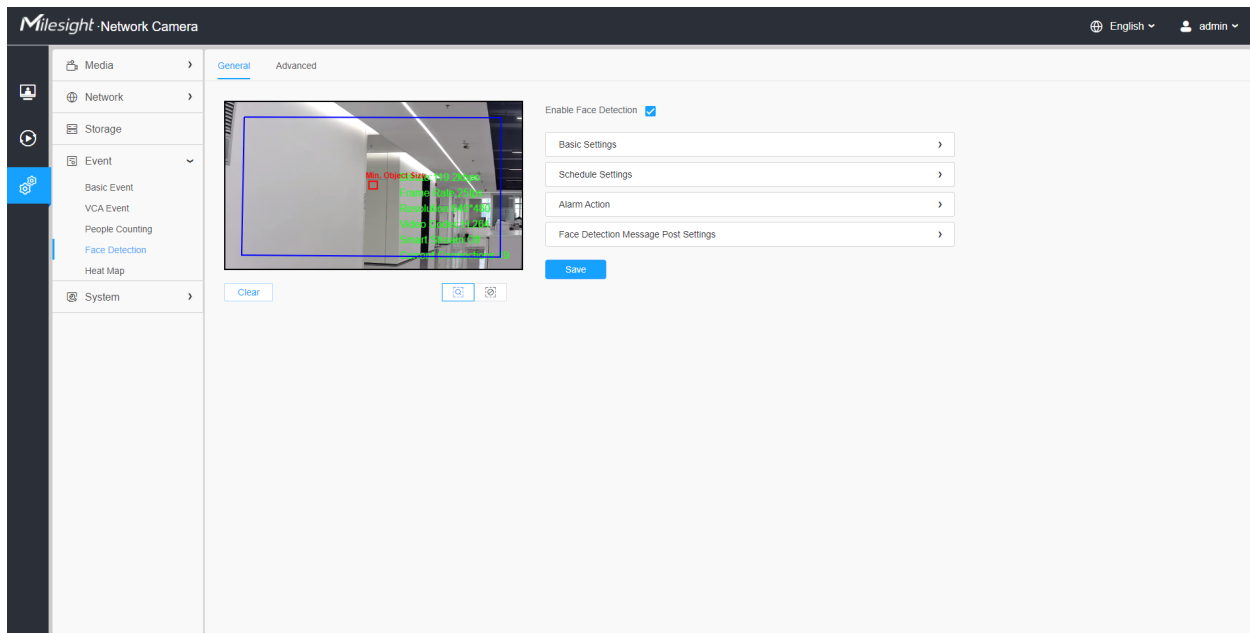 Milesight · Network Camera
English
admin
Media
Network
Storage
Event
Basic Event
VCA Event
People Counting
Face Detection
Heat Map
System
General
Advanced
Min. Object Size
Frame Rate
Clear
Enable Face Detection
Basic Settings
Schedule Settings
Alarm Action
Face Detection Message Post Settings
Save